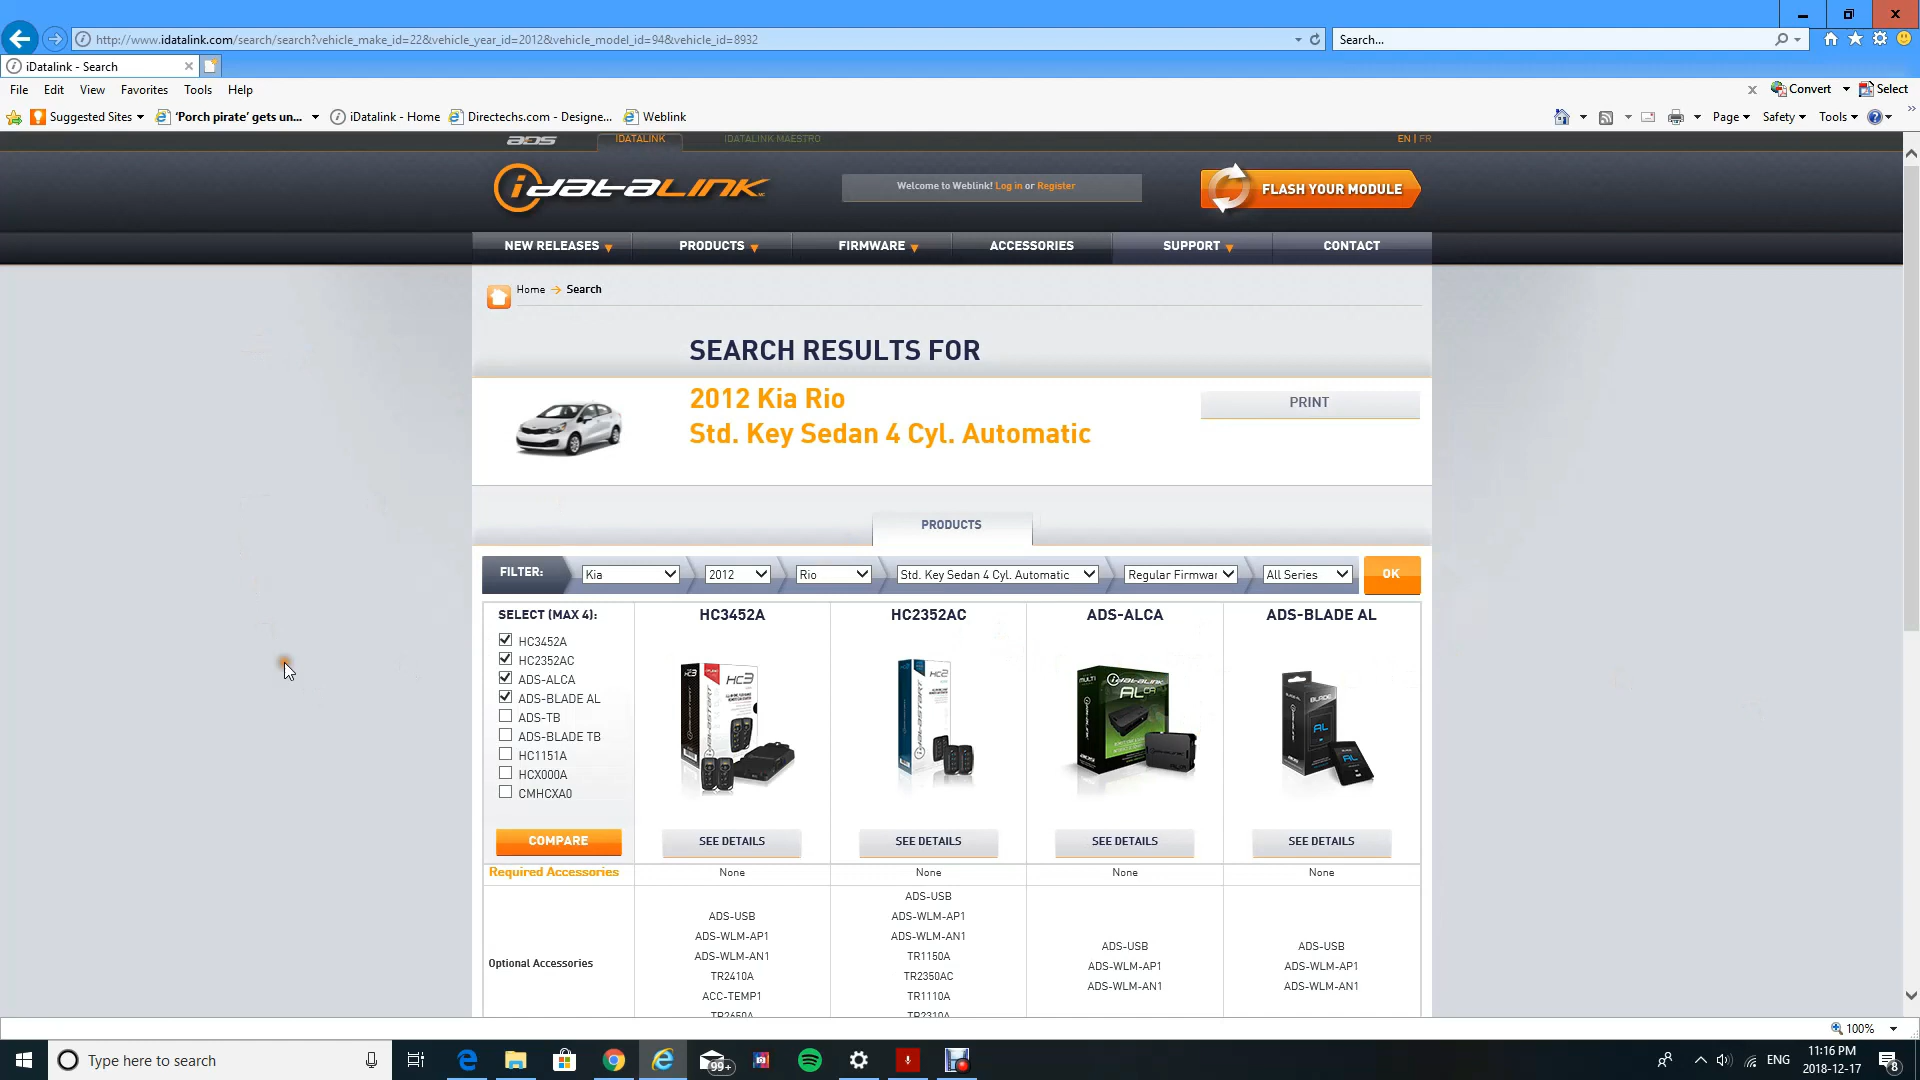 http://www.idatalink.com/search/search?vehicle_make_id=22&vehicle_year_id=2012&vehicle_model_id=94&vehicle_id=8932
Search...
iDatalink - Search
File Edit View Favorites Tools Help
Convert Select
Suggested Sites 'Porch pirate' gets un... iDatalink - Home Directechs.com - Designe... Weblink
Page Safety Tools
ADS IDATALINK IDATALINK MAESTRO EN | FR
iDATALINK
Welcome to Weblink! Log in or Register
FLASH YOUR MODULE
NEW RELEASES PRODUCTS FIRMWARE ACCESSORIES SUPPORT CONTACT
Home Search
SEARCH RESULTS FOR
2012 Kia Rio
Std. Key Sedan 4 Cyl. Automatic
PRINT
PRODUCTS
FILTER: Kia 2012 Rio Std. Key Sedan 4 Cyl. Automatic Regular Firmwar All Series OK
SELECT (MAX 4):
HC3452A
HC2352AC
ADS-ALCA
ADS-BLADE AL
ADS-TB
ADS-BLADE TB
HC1151A
HCX000A
CMHCXA0
COMPARE
HC3452A HC2352AC ADS-ALCA ADS-BLADE AL
SEE DETAILS SEE DETAILS SEE DETAILS SEE DETAILS
Required Accessories None None None None
Optional Accessories
ADS-USB
ADS-WLM-AP1
ADS-WLM-AN1
TR2410A
ACC-TEMP1
TR2650A
ADS-USB
ADS-WLM-AP1
ADS-WLM-AN1
TR1150A
TR2350AC
TR1110A
TR2310A
ADS-USB
ADS-WLM-AP1
ADS-WLM-AN1
ADS-USB
ADS-WLM-AP1
ADS-WLM-AN1
100%
Type here to search
99+
ENG
11:16 PM
2018-12-17
8